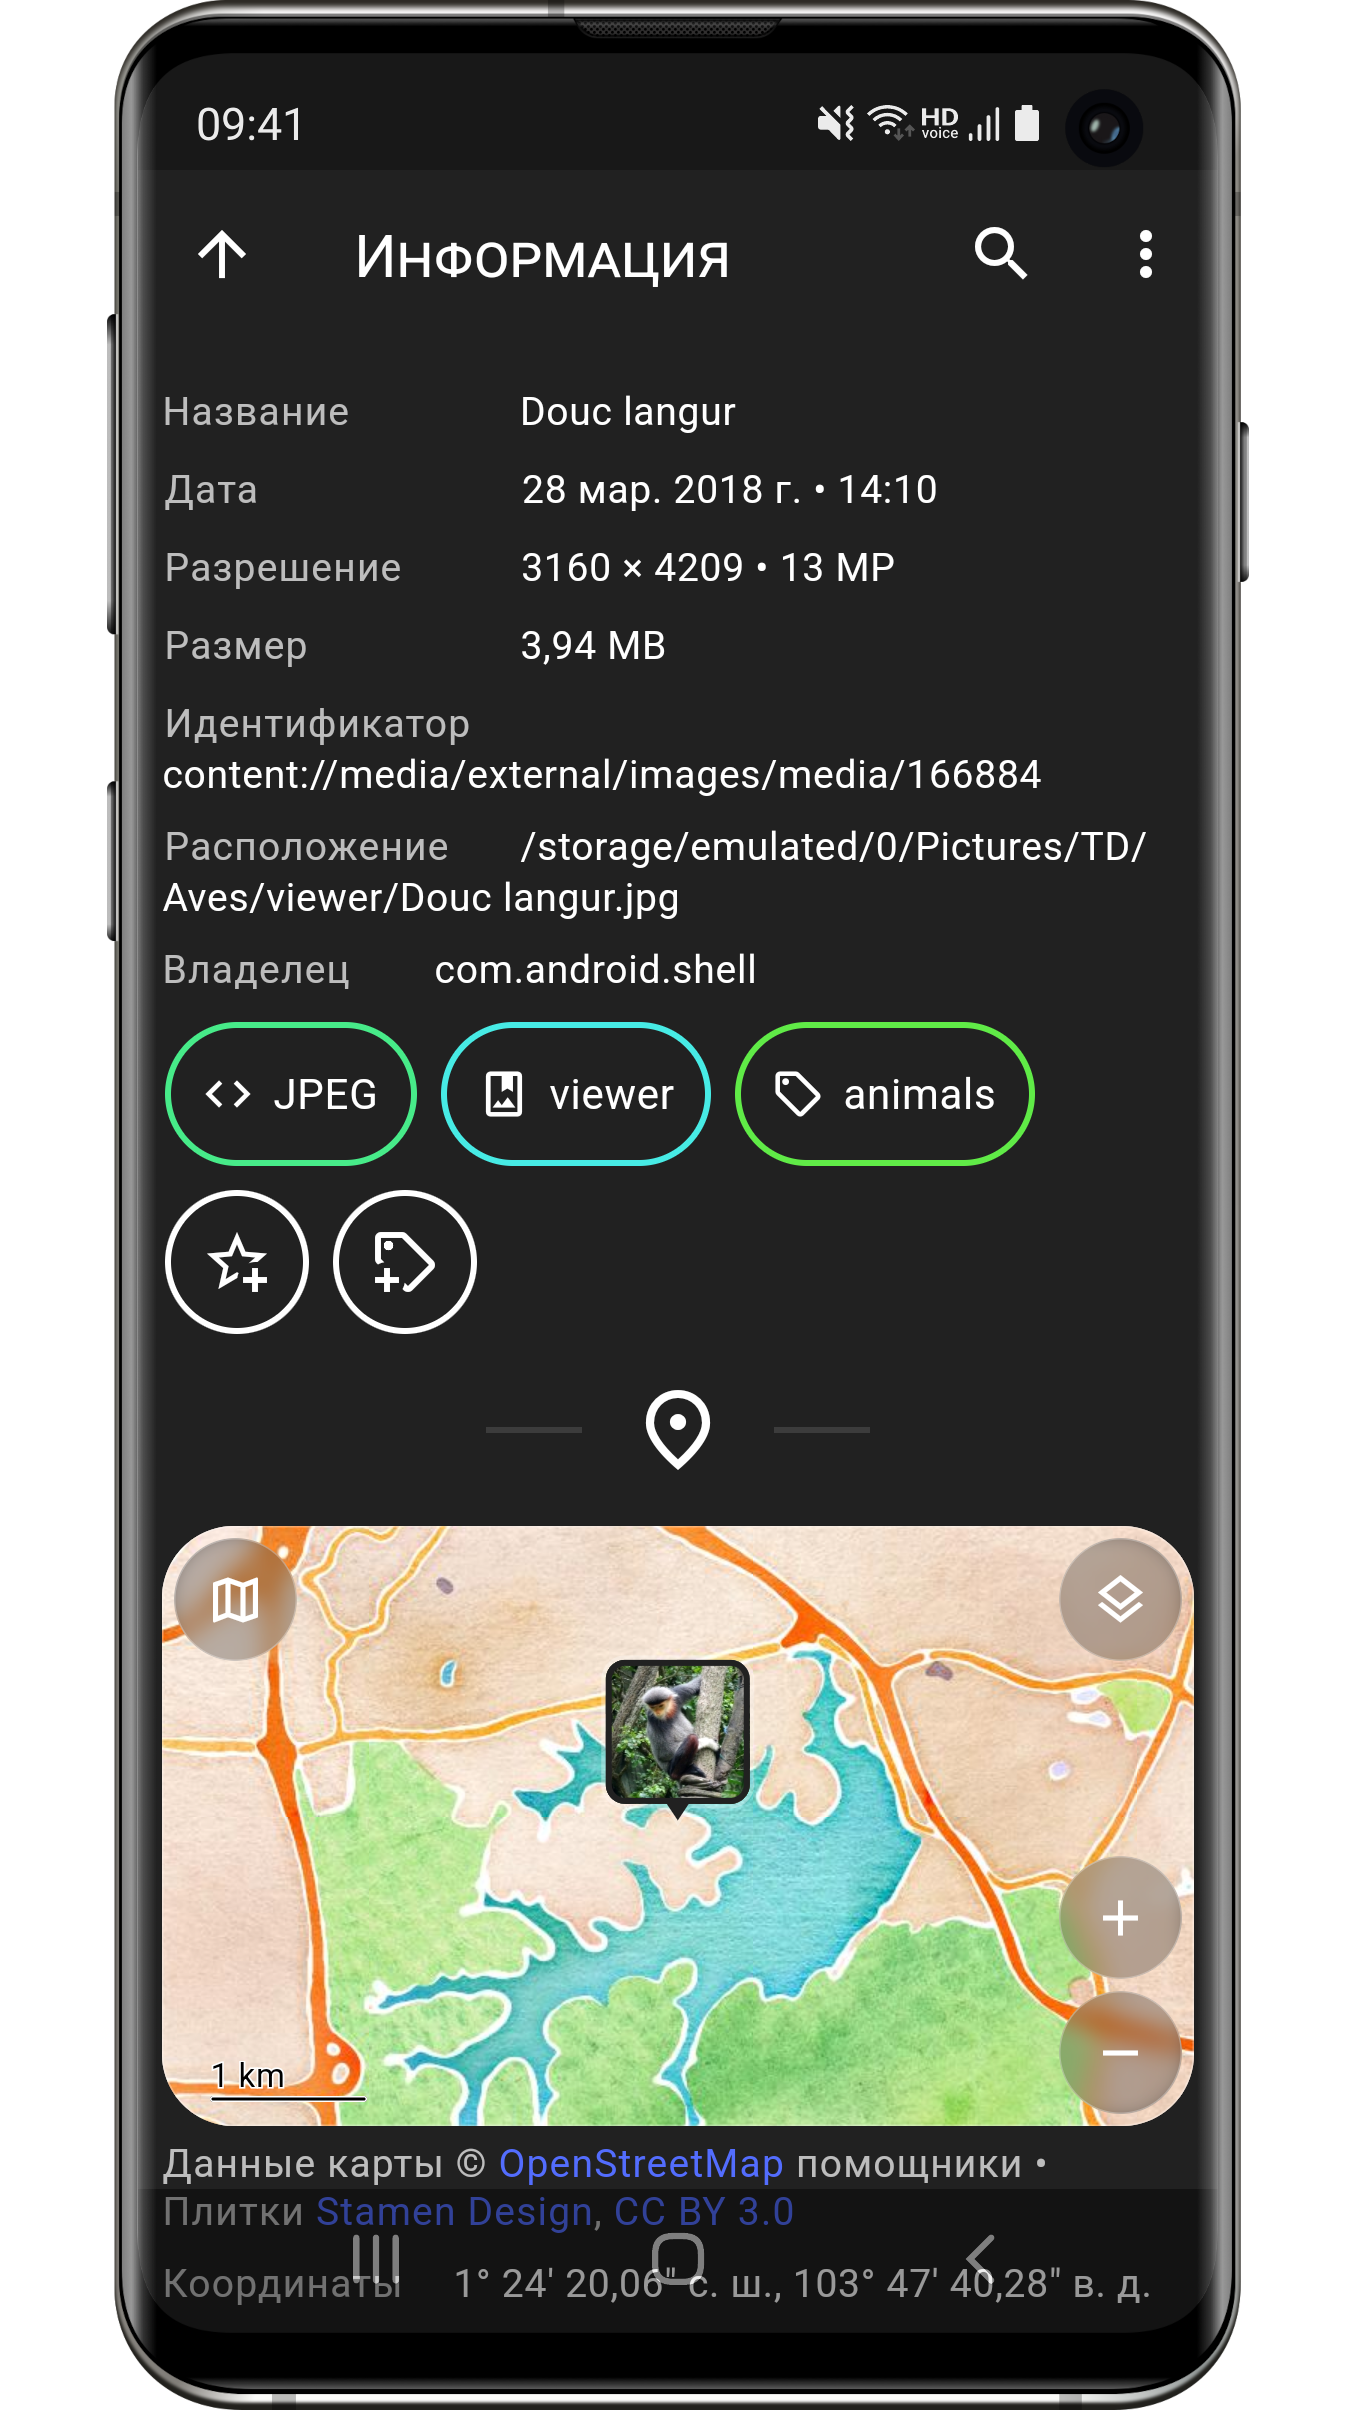 09:41
HD
voice
Информация
Название Douc langur
Дата 28 мар. 2018 г. • 14:10
Разрешение 3160 × 4209 • 13 MP
Размер 3,94 MB
Идентификатор
content://media/external/images/media/166884
Расположение /storage/emulated/0/Pictures/TD/
Aves/viewer/Douc langur.jpg
Владелец com.android.shell
JPEG viewer animals
1 km
Данные карты © OpenStreetMap помощники •
Плитки Stamen Design, CC BY 3.0
Координаты 1° 24' 20,06" с. ш., 103° 47' 40,28" в. д.